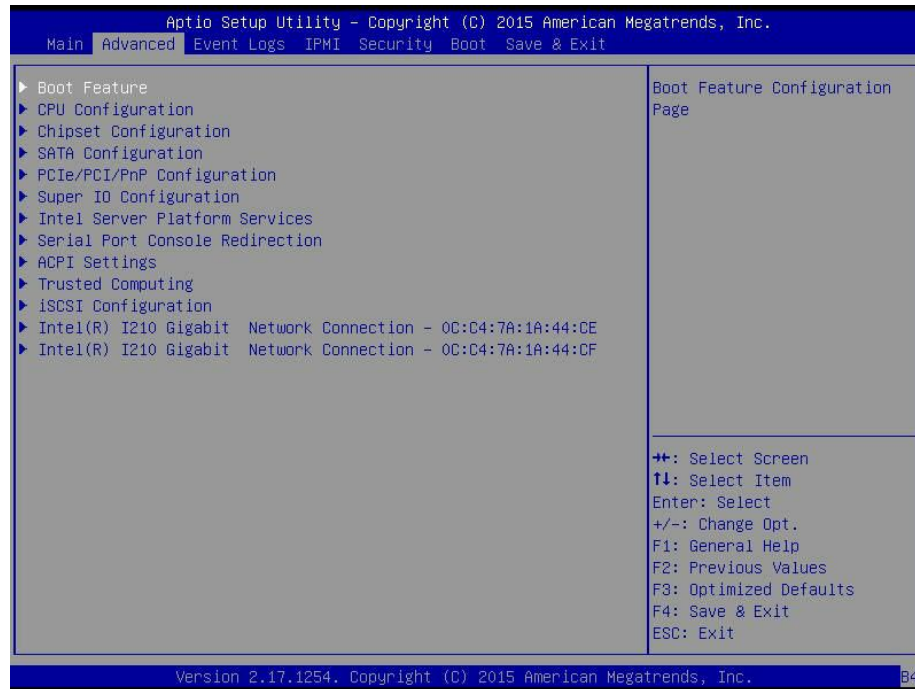 Aptio Setup Utility – Copyright (C) 2015 American Megatrends, Inc.
Main Advanced Event Logs IPMI Security Boot Save & Exit
▶ Boot Feature
▶ CPU Configuration
▶ Chipset Configuration
▶ SATA Configuration
▶ PCIe/PCI/PnP Configuration
▶ Super IO Configuration
▶ Intel Server Platform Services
▶ Serial Port Console Redirection
▶ ACPI Settings
▶ Trusted Computing
▶ iSCSI Configuration
▶ Intel(R) I210 Gigabit  Network Connection – 0C:C4:7A:1A:44:CE
▶ Intel(R) I210 Gigabit  Network Connection – 0C:C4:7A:1A:44:CF
Boot Feature Configuration
Page
→←: Select Screen
↑↓: Select Item
Enter: Select
+/-: Change Opt.
F1: General Help
F2: Previous Values
F3: Optimized Defaults
F4: Save & Exit
ESC: Exit
Version 2.17.1254. Copyright (C) 2015 American Megatrends, Inc.
B4